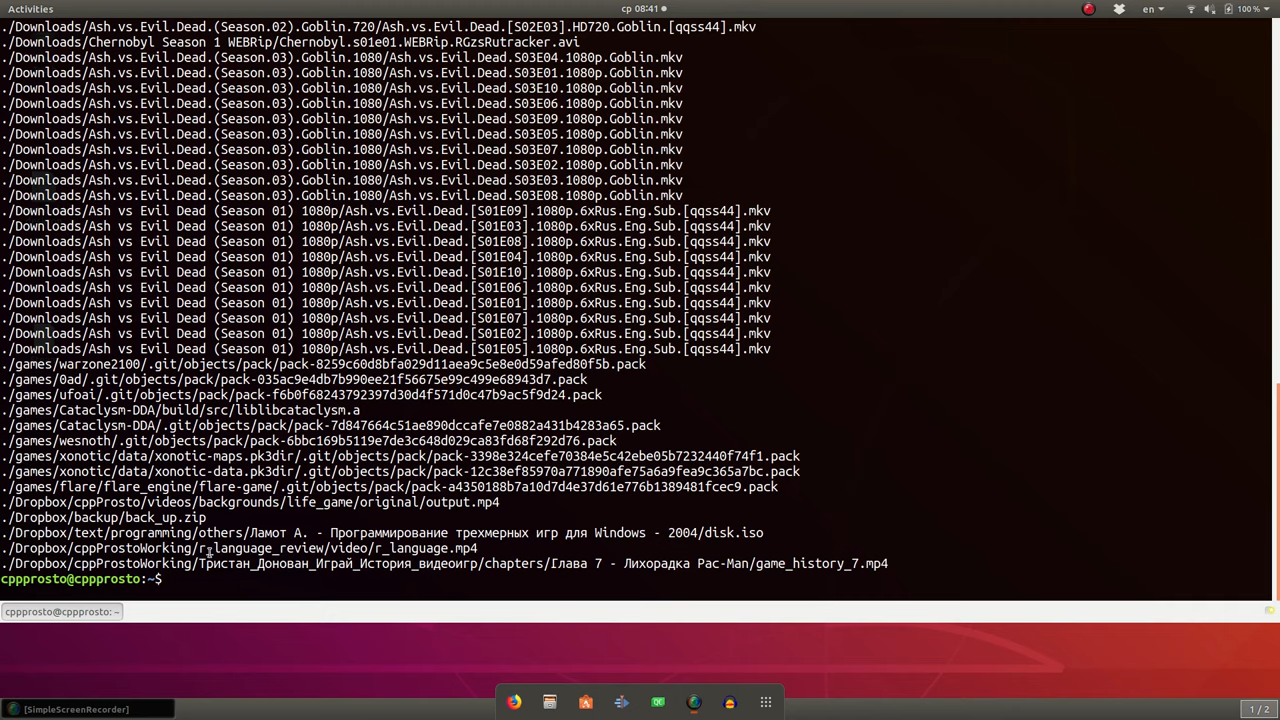 Activities
ср 08:41
en
100 %
./Downloads/Ash.vs.Evil.Dead.(Season.02).Goblin.720/Ash.vs.Evil.Dead.[S02E03].HD720.Goblin.[qqss44].mkv
./Downloads/Chernobyl Season 1 WEBRip/Chernobyl.s01e01.WEBRip.RGzsRutracker.avi
./Downloads/Ash.vs.Evil.Dead.(Season.03).Goblin.1080/Ash.vs.Evil.Dead.S03E04.1080p.Goblin.mkv
./Downloads/Ash.vs.Evil.Dead.(Season.03).Goblin.1080/Ash.vs.Evil.Dead.S03E01.1080p.Goblin.mkv
./Downloads/Ash.vs.Evil.Dead.(Season.03).Goblin.1080/Ash.vs.Evil.Dead.S03E10.1080p.Goblin.mkv
./Downloads/Ash.vs.Evil.Dead.(Season.03).Goblin.1080/Ash.vs.Evil.Dead.S03E06.1080p.Goblin.mkv
./Downloads/Ash.vs.Evil.Dead.(Season.03).Goblin.1080/Ash.vs.Evil.Dead.S03E09.1080p.Goblin.mkv
./Downloads/Ash.vs.Evil.Dead.(Season.03).Goblin.1080/Ash.vs.Evil.Dead.S03E05.1080p.Goblin.mkv
./Downloads/Ash.vs.Evil.Dead.(Season.03).Goblin.1080/Ash.vs.Evil.Dead.S03E07.1080p.Goblin.mkv
./Downloads/Ash.vs.Evil.Dead.(Season.03).Goblin.1080/Ash.vs.Evil.Dead.S03E02.1080p.Goblin.mkv
./Downloads/Ash.vs.Evil.Dead.(Season.03).Goblin.1080/Ash.vs.Evil.Dead.S03E03.1080p.Goblin.mkv
./Downloads/Ash.vs.Evil.Dead.(Season.03).Goblin.1080/Ash.vs.Evil.Dead.S03E08.1080p.Goblin.mkv
./Downloads/Ash vs Evil Dead (Season 01) 1080p/Ash.vs.Evil.Dead.[S01E09].1080p.6xRus.Eng.Sub.[qqss44].mkv
./Downloads/Ash vs Evil Dead (Season 01) 1080p/Ash.vs.Evil.Dead.[S01E03].1080p.6xRus.Eng.Sub.[qqss44].mkv
./Downloads/Ash vs Evil Dead (Season 01) 1080p/Ash.vs.Evil.Dead.[S01E08].1080p.6xRus.Eng.Sub.[qqss44].mkv
./Downloads/Ash vs Evil Dead (Season 01) 1080p/Ash.vs.Evil.Dead.[S01E04].1080p.6xRus.Eng.Sub.[qqss44].mkv
./Downloads/Ash vs Evil Dead (Season 01) 1080p/Ash.vs.Evil.Dead.[S01E10].1080p.6xRus.Eng.Sub.[qqss44].mkv
./Downloads/Ash vs Evil Dead (Season 01) 1080p/Ash.vs.Evil.Dead.[S01E06].1080p.6xRus.Eng.Sub.[qqss44].mkv
./Downloads/Ash vs Evil Dead (Season 01) 1080p/Ash.vs.Evil.Dead.[S01E01].1080p.6xRus.Eng.Sub.[qqss44].mkv
./Downloads/Ash vs Evil Dead (Season 01) 1080p/Ash.vs.Evil.Dead.[S01E07].1080p.6xRus.Eng.Sub.[qqss44].mkv
./Downloads/Ash vs Evil Dead (Season 01) 1080p/Ash.vs.Evil.Dead.[S01E02].1080p.6xRus.Eng.Sub.[qqss44].mkv
./Downloads/Ash vs Evil Dead (Season 01) 1080p/Ash.vs.Evil.Dead.[S01E05].1080p.6xRus.Eng.Sub.[qqss44].mkv
./games/warzone2100/.git/objects/pack/pack-8259c60d8bfa029d11aea9c5e8e0d59afed80f5b.pack
./games/0ad/.git/objects/pack/pack-035ac9e4db7b990ee21f56675e99c499e68943d7.pack
./games/ufoai/.git/objects/pack/pack-f6b0f68243792397d30d4f571d0c47b9ac5f9d24.pack
./games/Cataclysm-DDA/build/src/liblibcataclysm.a
./games/Cataclysm-DDA/.git/objects/pack/pack-7d847664c51ae890dccafe7e0882a431b4283a65.pack
./games/wesnoth/.git/objects/pack/pack-6bbc169b5119e7de3c648d029ca83fd68f292d76.pack
./games/xonotic/data/xonotic-maps.pk3dir/.git/objects/pack/pack-3398e324cefe70384030e5c42ebe05b7232440f74f1.pack
./games/xonotic/data/xonotic-data.pk3dir/.git/objects/pack/pack-12c38ef85970a771890afe75a6a9fea9c365a7bc.pack
./games/flare/flare_engine/flare-game/.git/objects/pack/pack-a4350188b7a10d7d4e37d61e776b1389481fcec9.pack
./Dropbox/cppProsto/videos/backgrounds/life_game/original/output.mp4
./Dropbox/backup/back_up.zip
./Dropbox/text/programming/others/Ламот А. - Программирование трехмерных игр для Windows - 2004/disk.iso
./Dropbox/cppProstoWorking/r_language_review/video/r_language.mp4
./Dropbox/cppProstoWorking/Тристан_Донован_Играй_История_видеоигр/chapters/Глава 7 - Лихорадка Pac-Man/game_history_7.mp4
cppprosto@cppprosto:~$
cppprosto@cppprosto: ~
[SimpleScreenRecorder]
QC
1 / 2